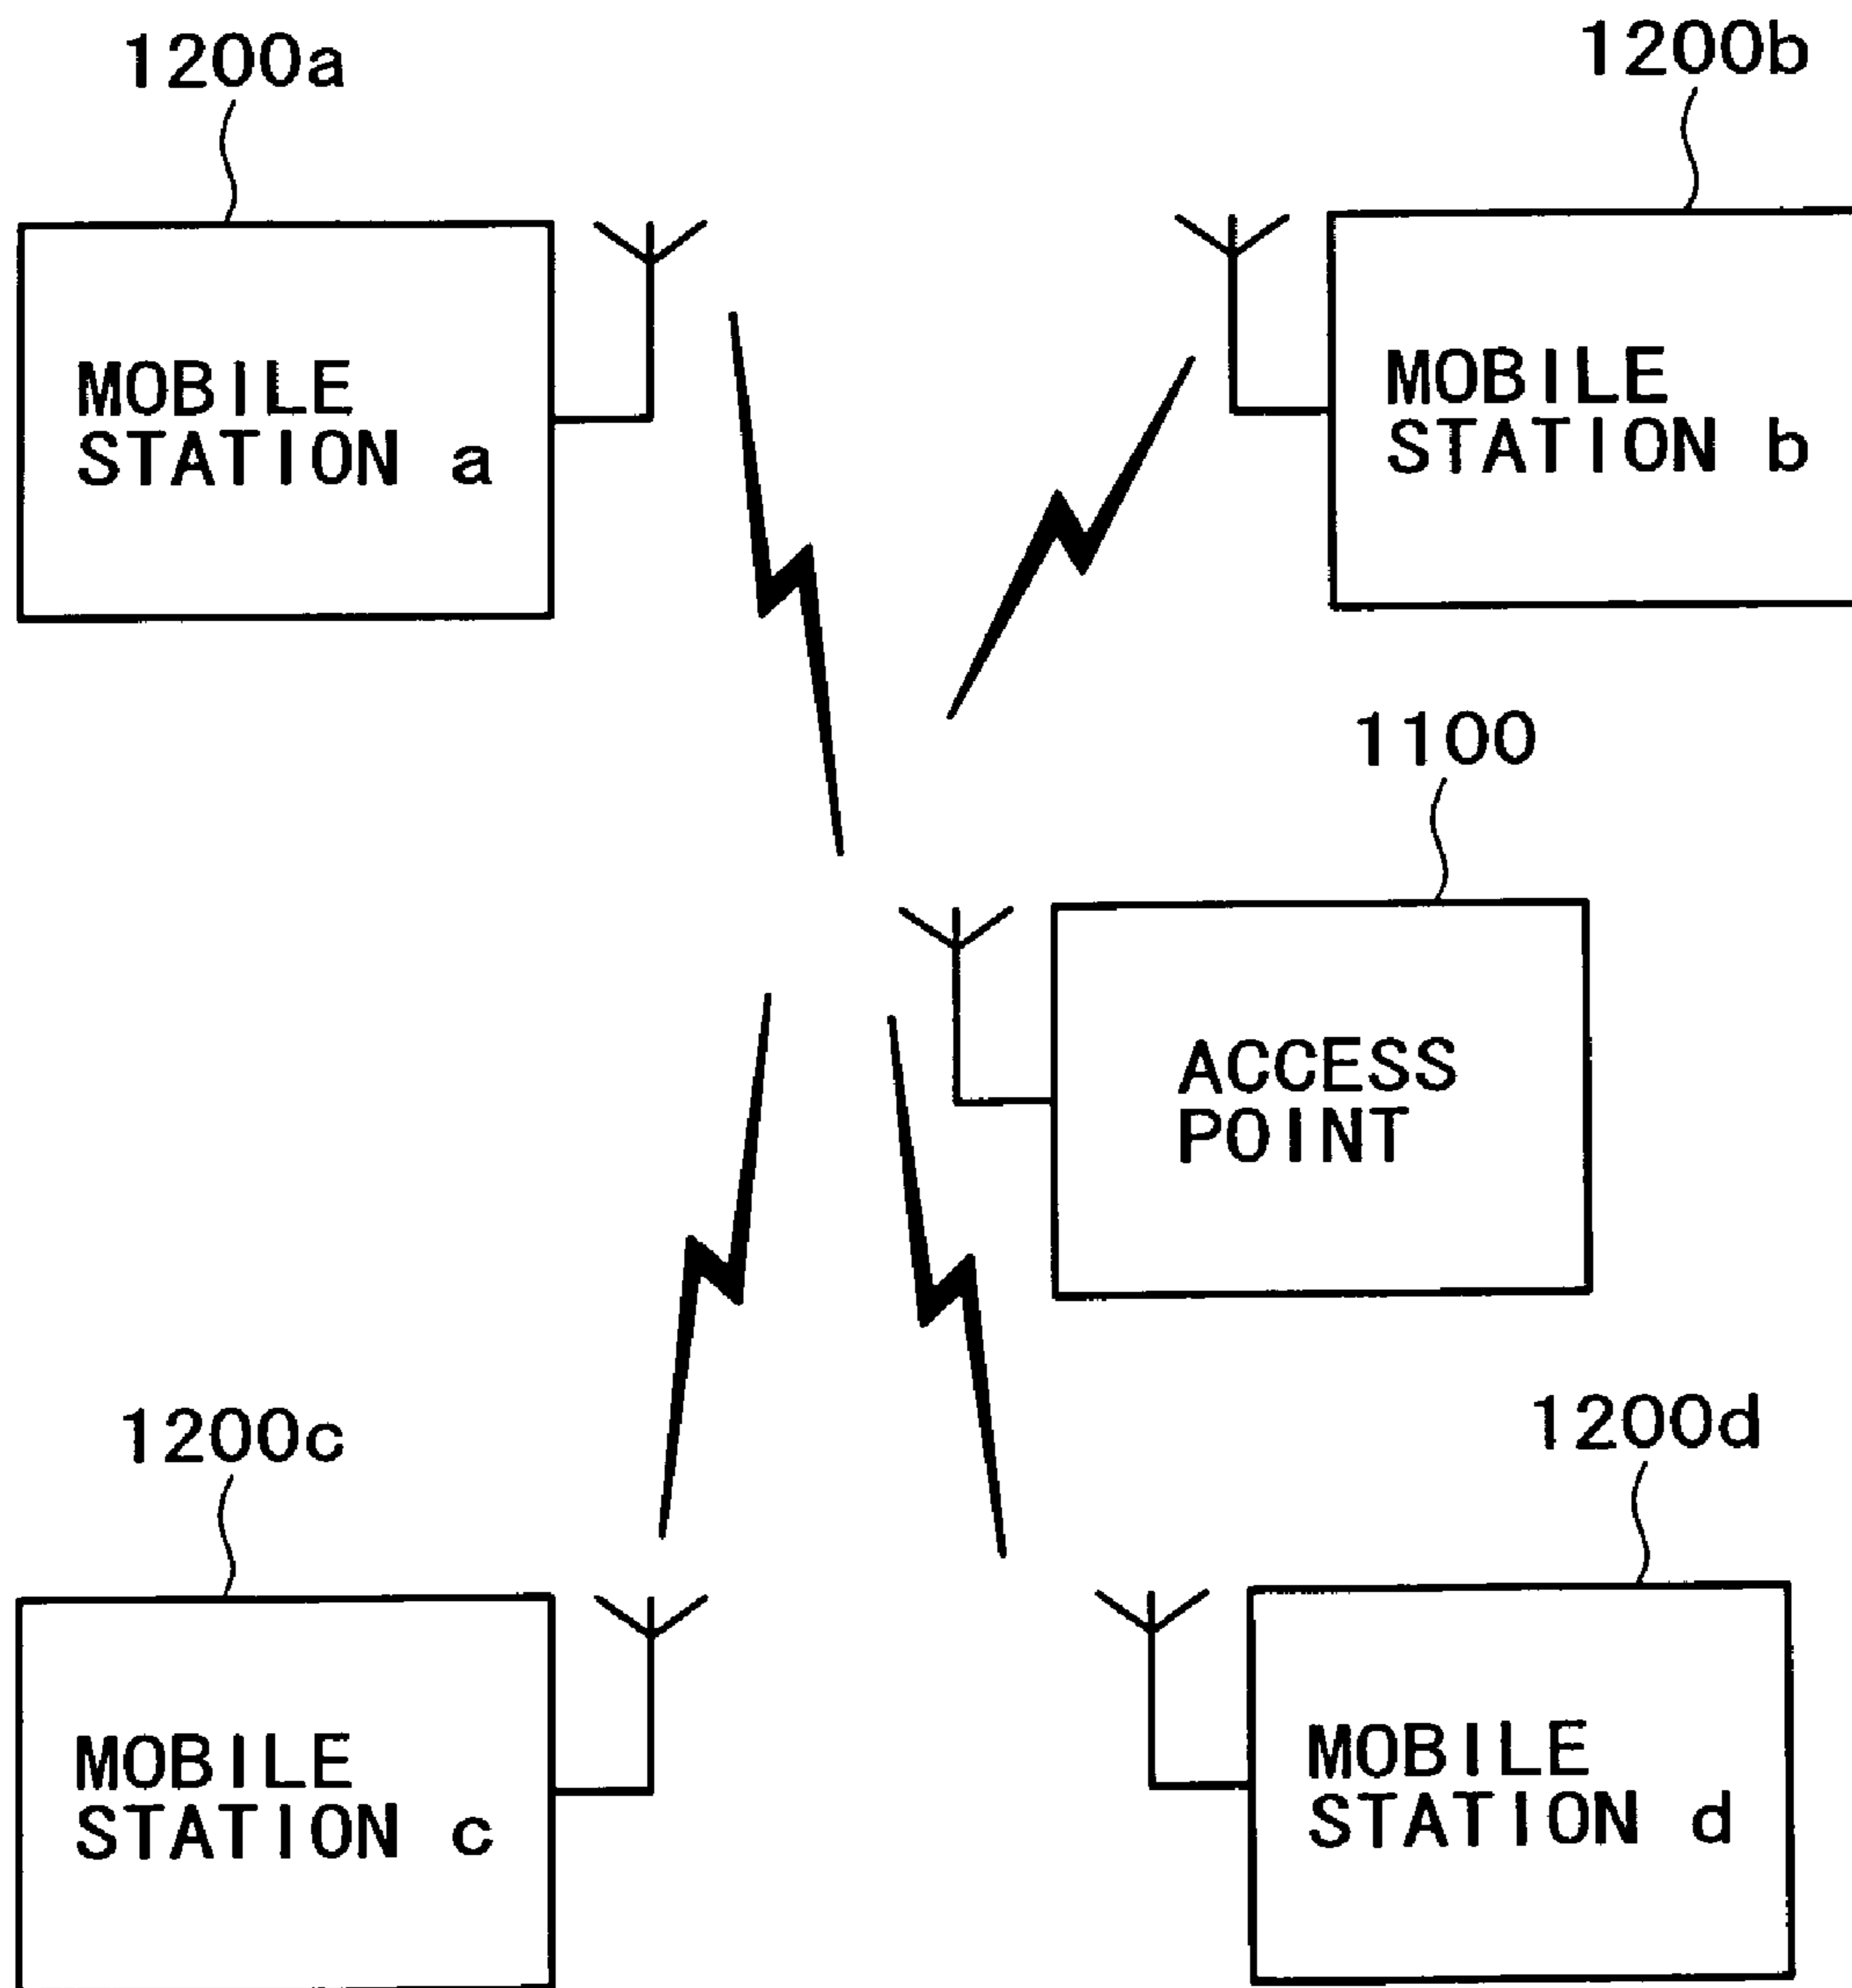 1200a
1200b
MOBILE
STATION a
MOBILE
STATION b
1100
ACCESS
POINT
1200c
1200d
MOBILE
STATION c
MOBILE
STATION d